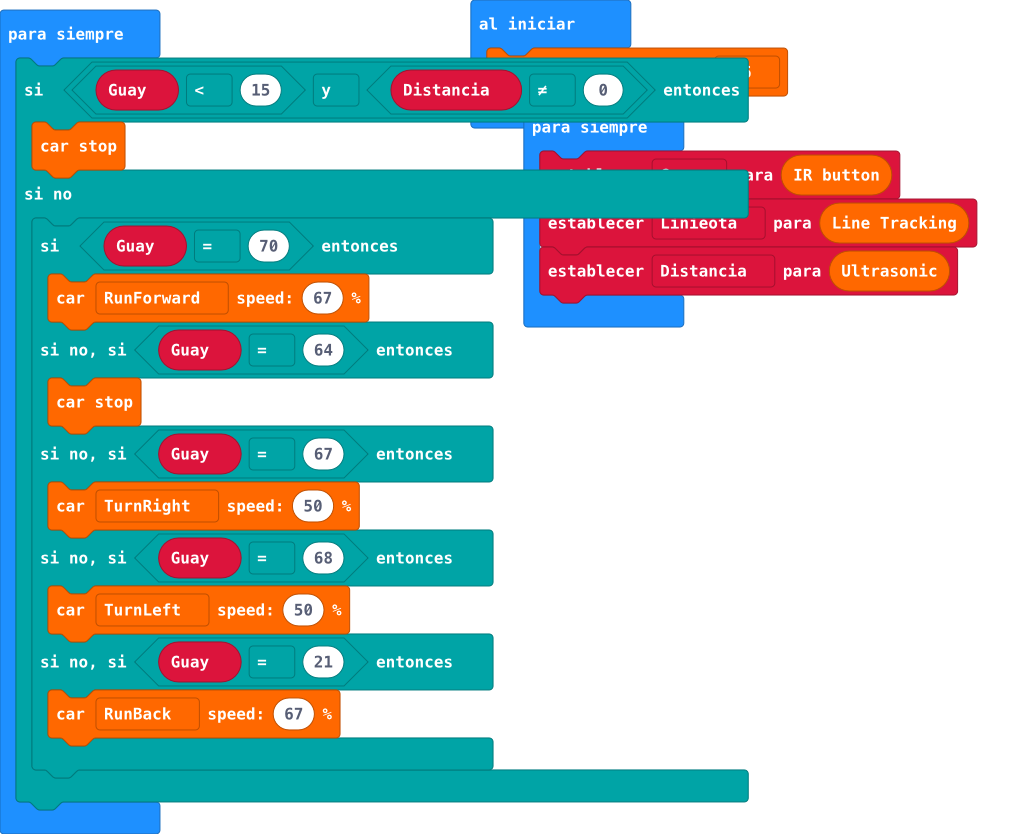 para siempre
al iniciar
si Guay < 15 y Distancia ≠ 0 entonces
para siempre
car stop
IR button
si no
establecer Linieota para Line Tracking
si Guay = 70 entonces
establecer Distancia para Ultrasonic
car RunForward speed: 67 %
si no, si Guay = 64 entonces
car stop
si no, si Guay = 67 entonces
car TurnRight speed: 50 %
si no, si Guay = 68 entonces
car TurnLeft speed: 50 %
si no, si Guay = 21 entonces
car RunBack speed: 67 %